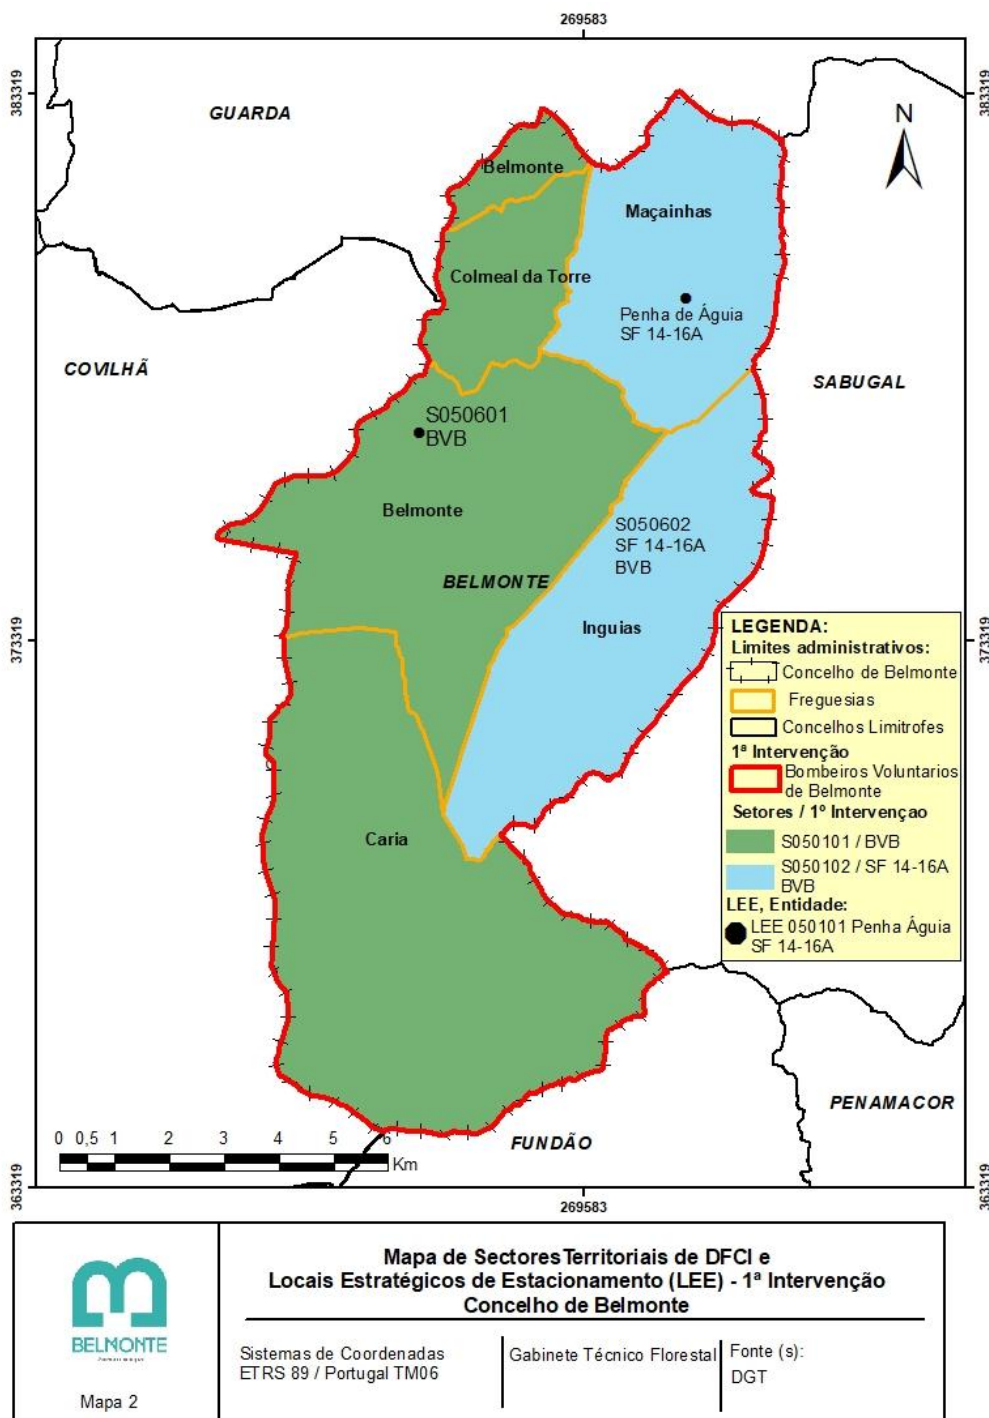 269583
383319
383319
GUARDA
N
Belmonte
Maçainhas
Colmeal da Torre
Penha de Águia
SF 14-16A
COVILHÃ
SABUGAL
S050601
BVB
Belmonte
S050602
SF 14-16A
BVB
BELMONTE
Inguias
373319
373319
LEGENDA:
Limites administrativos:
Concelho de Belmonte
Freguesias
Concelhos Limitrofes
1ª Intervenção
Bombeiros Voluntarios
de Belmonte
Setores / 1º Intervençao
S050101 / BVB
S050102 / SF 14-16A
BVB
LEE, Entidade:
LEE 050101 Penha Águia
SF 14-16A
Caria
PENAMACOR
FUNDÃO
0 0,5 1 2 3 4 5 6
Km
363319
363319
269583
Mapa de SectoresTerritoriais de DFCI e
Locais Estratégicos de Estacionamento (LEE) - 1ª Intervenção
Concelho de Belmonte
BELMONTE
Mapa 2
Sistemas de Coordenadas
ETRS 89 / Portugal TM06
Gabinete Técnico Florestal
Fonte (s):
DGT